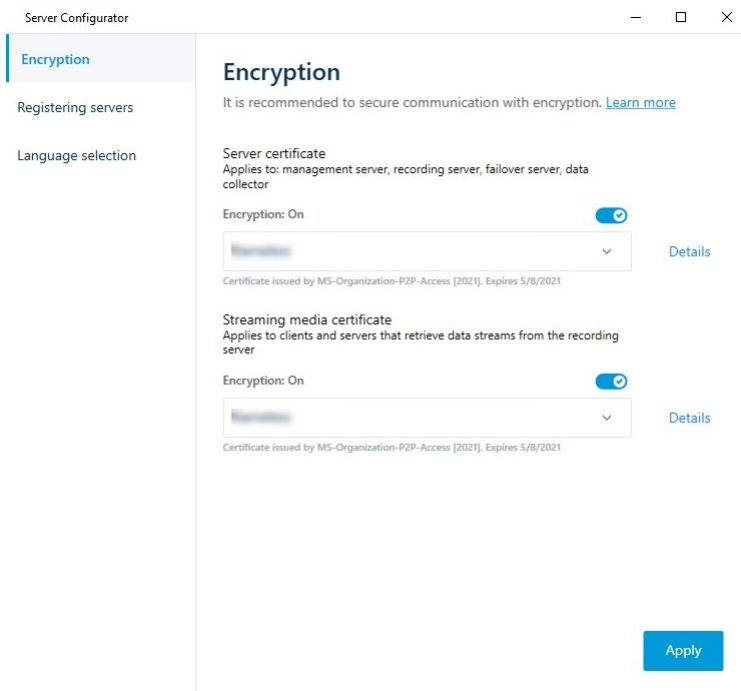 Server Configurator
Encryption
Registering servers
Language selection
Encryption
It is recommended to secure communication with encryption. Learn more
Server certificate
Applies to: management server, recording server, failover server, data
collector
Encryption: On
Details
Certificate issued by MS-Organization-P2P-Access [2021]. Expires 5/8/2021
Streaming media certificate
Applies to clients and servers that retrieve data streams from the recording
server
Encryption: On
Details
Certificate issued by MS-Organization-P2P-Access [2021]. Expires 5/8/2021
Apply